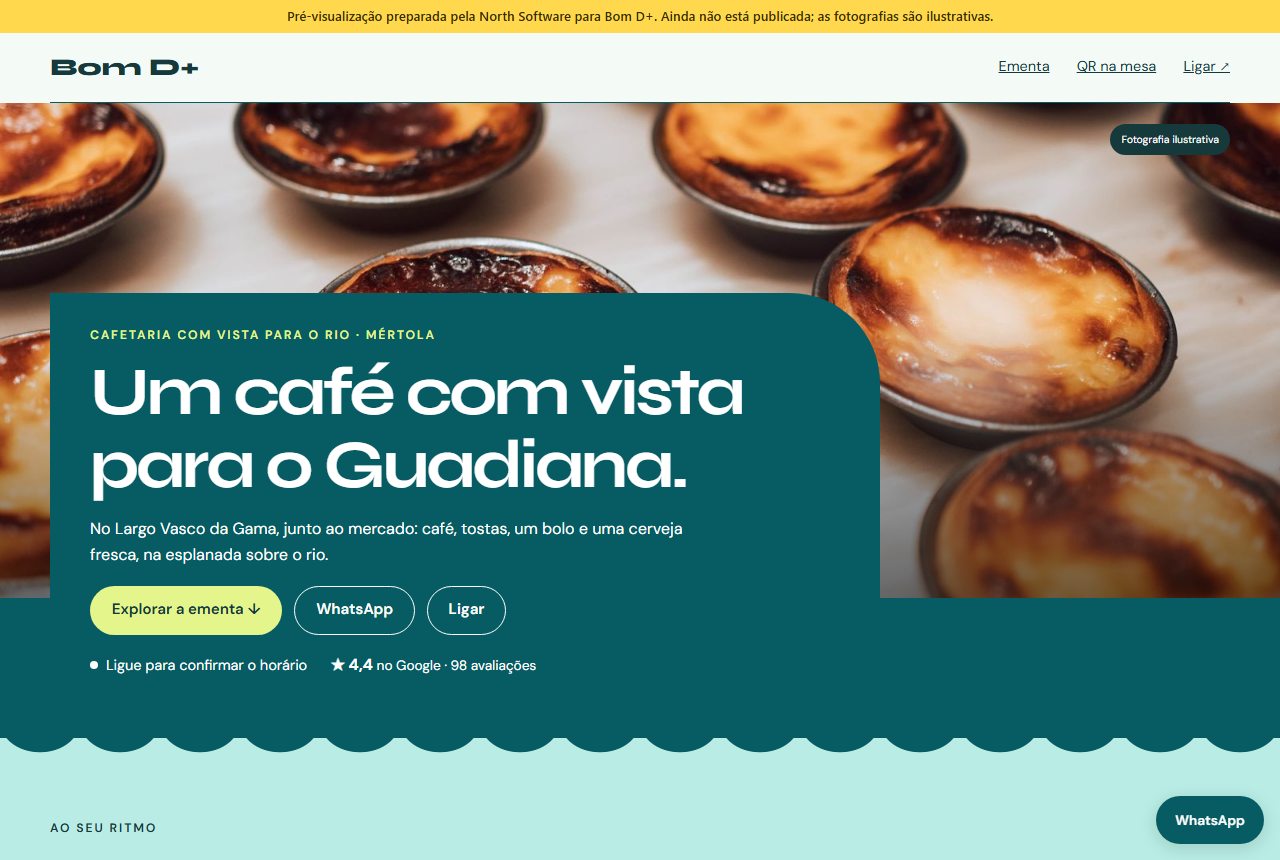 Pré-visualização preparada pela North Software para Bom D+. Ainda não está publicada; as fotografias são ilustrativas.
Bom D+
Ementa
QR na mesa
Ligar ↗
Fotografia ilustrativa
CAFETARIA COM VISTA PARA O RIO · MÉRTOLA
Um café com vista
para o Guadiana.
No Largo Vasco da Gama, junto ao mercado: café, tostas, um bolo e uma cerveja
fresca, na esplanada sobre o rio.
Explorar a ementa ↓
WhatsApp
Ligar
Ligue para confirmar o horário
★ 4,4 no Google · 98 avaliações
AO SEU RITMO
WhatsApp